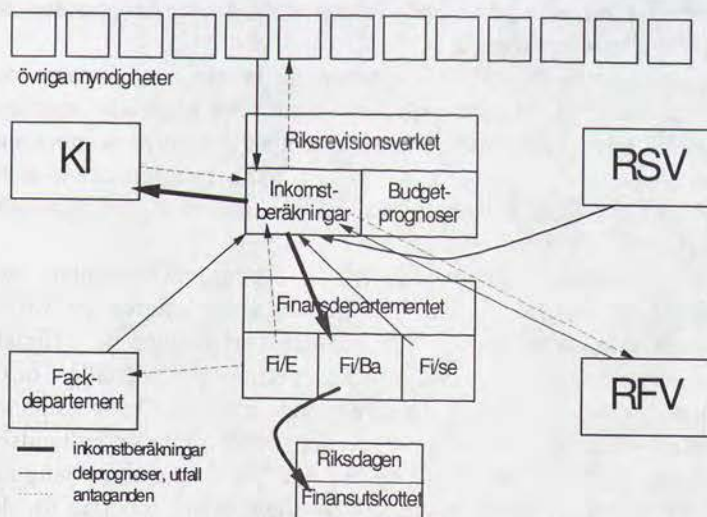 övriga myndigheter
KI
Riksrevisionsverket
RSV
Inkomst-
beräkningar
Budget-
prognoser
Finansdepartementet
Fi/E
Fi/Ba
Fi/se
Fack-
departement
RFV
inkomstberäkningar
delprognoser, utfall
antaganden
Riksdagen
Finansutskottet